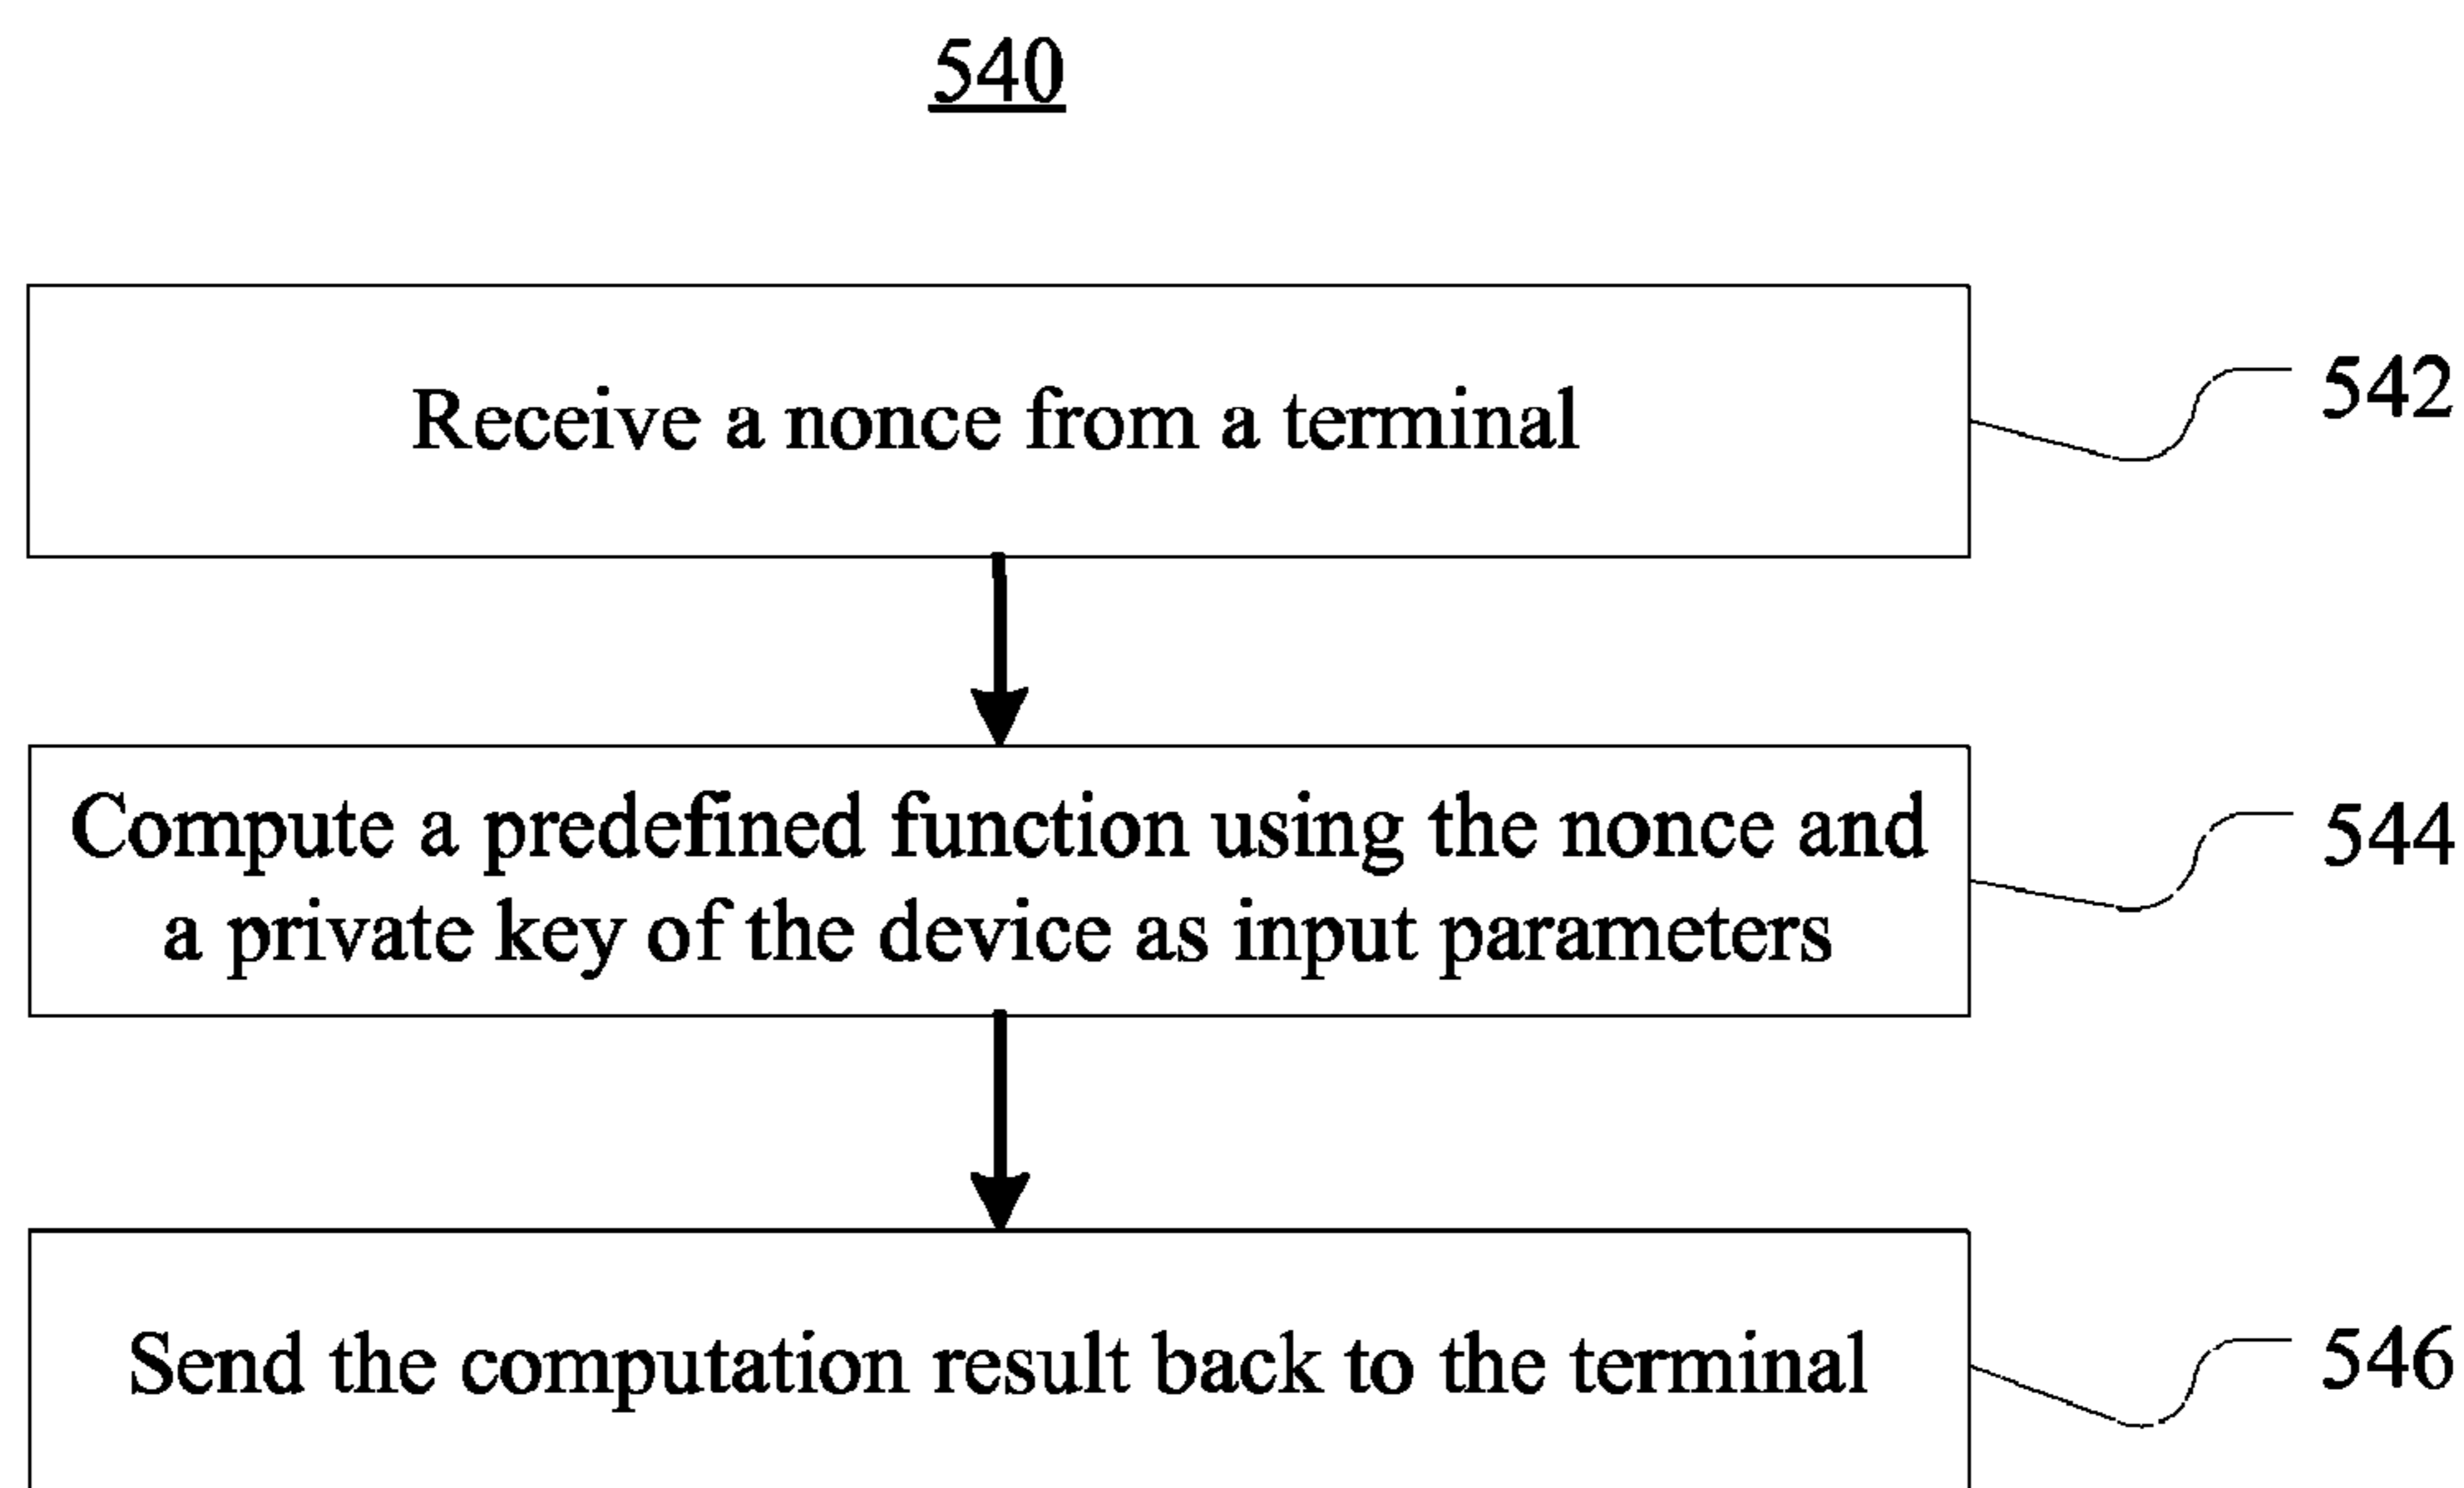 540
Receive a nonce from a terminal
542
Compute a predefined function using the nonce and
a private key of the device as input parameters
544
Send the computation result back to the terminal
546